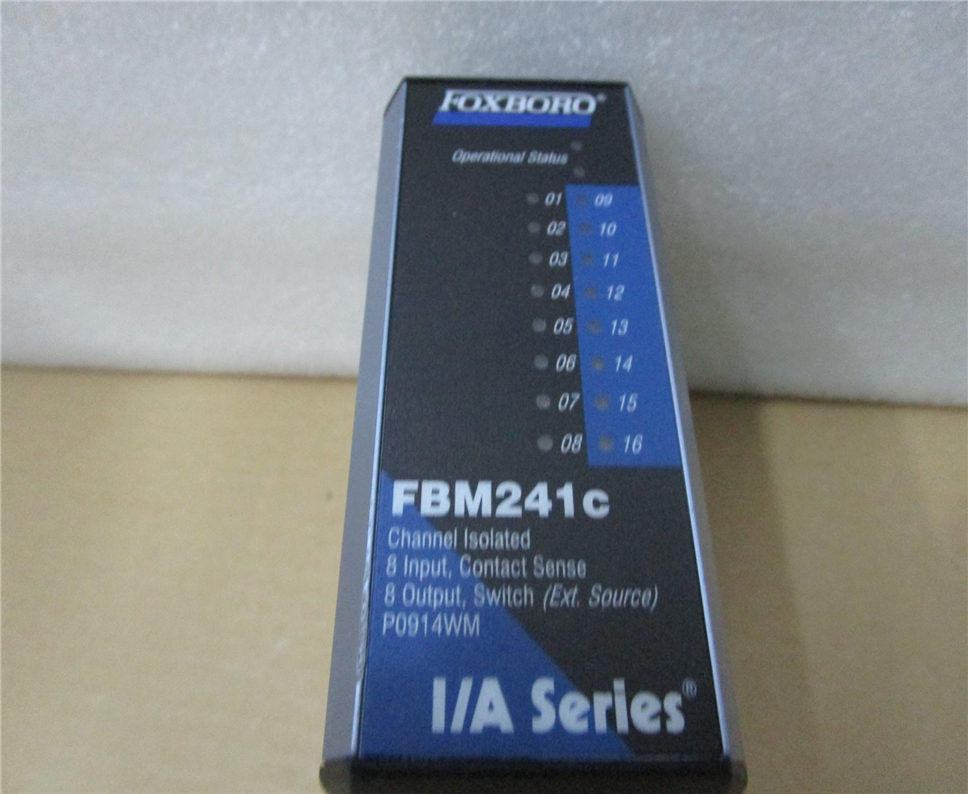 FOXBORO®
Operational Status
01 09
02 10
03 11
04 12
05 13
06 14
07 15
08 16
FBM241c
Channel Isolated
8 Input, Contact Sense
8 Output, Switch (Ext. Source)
P0914WM
I/A Series®